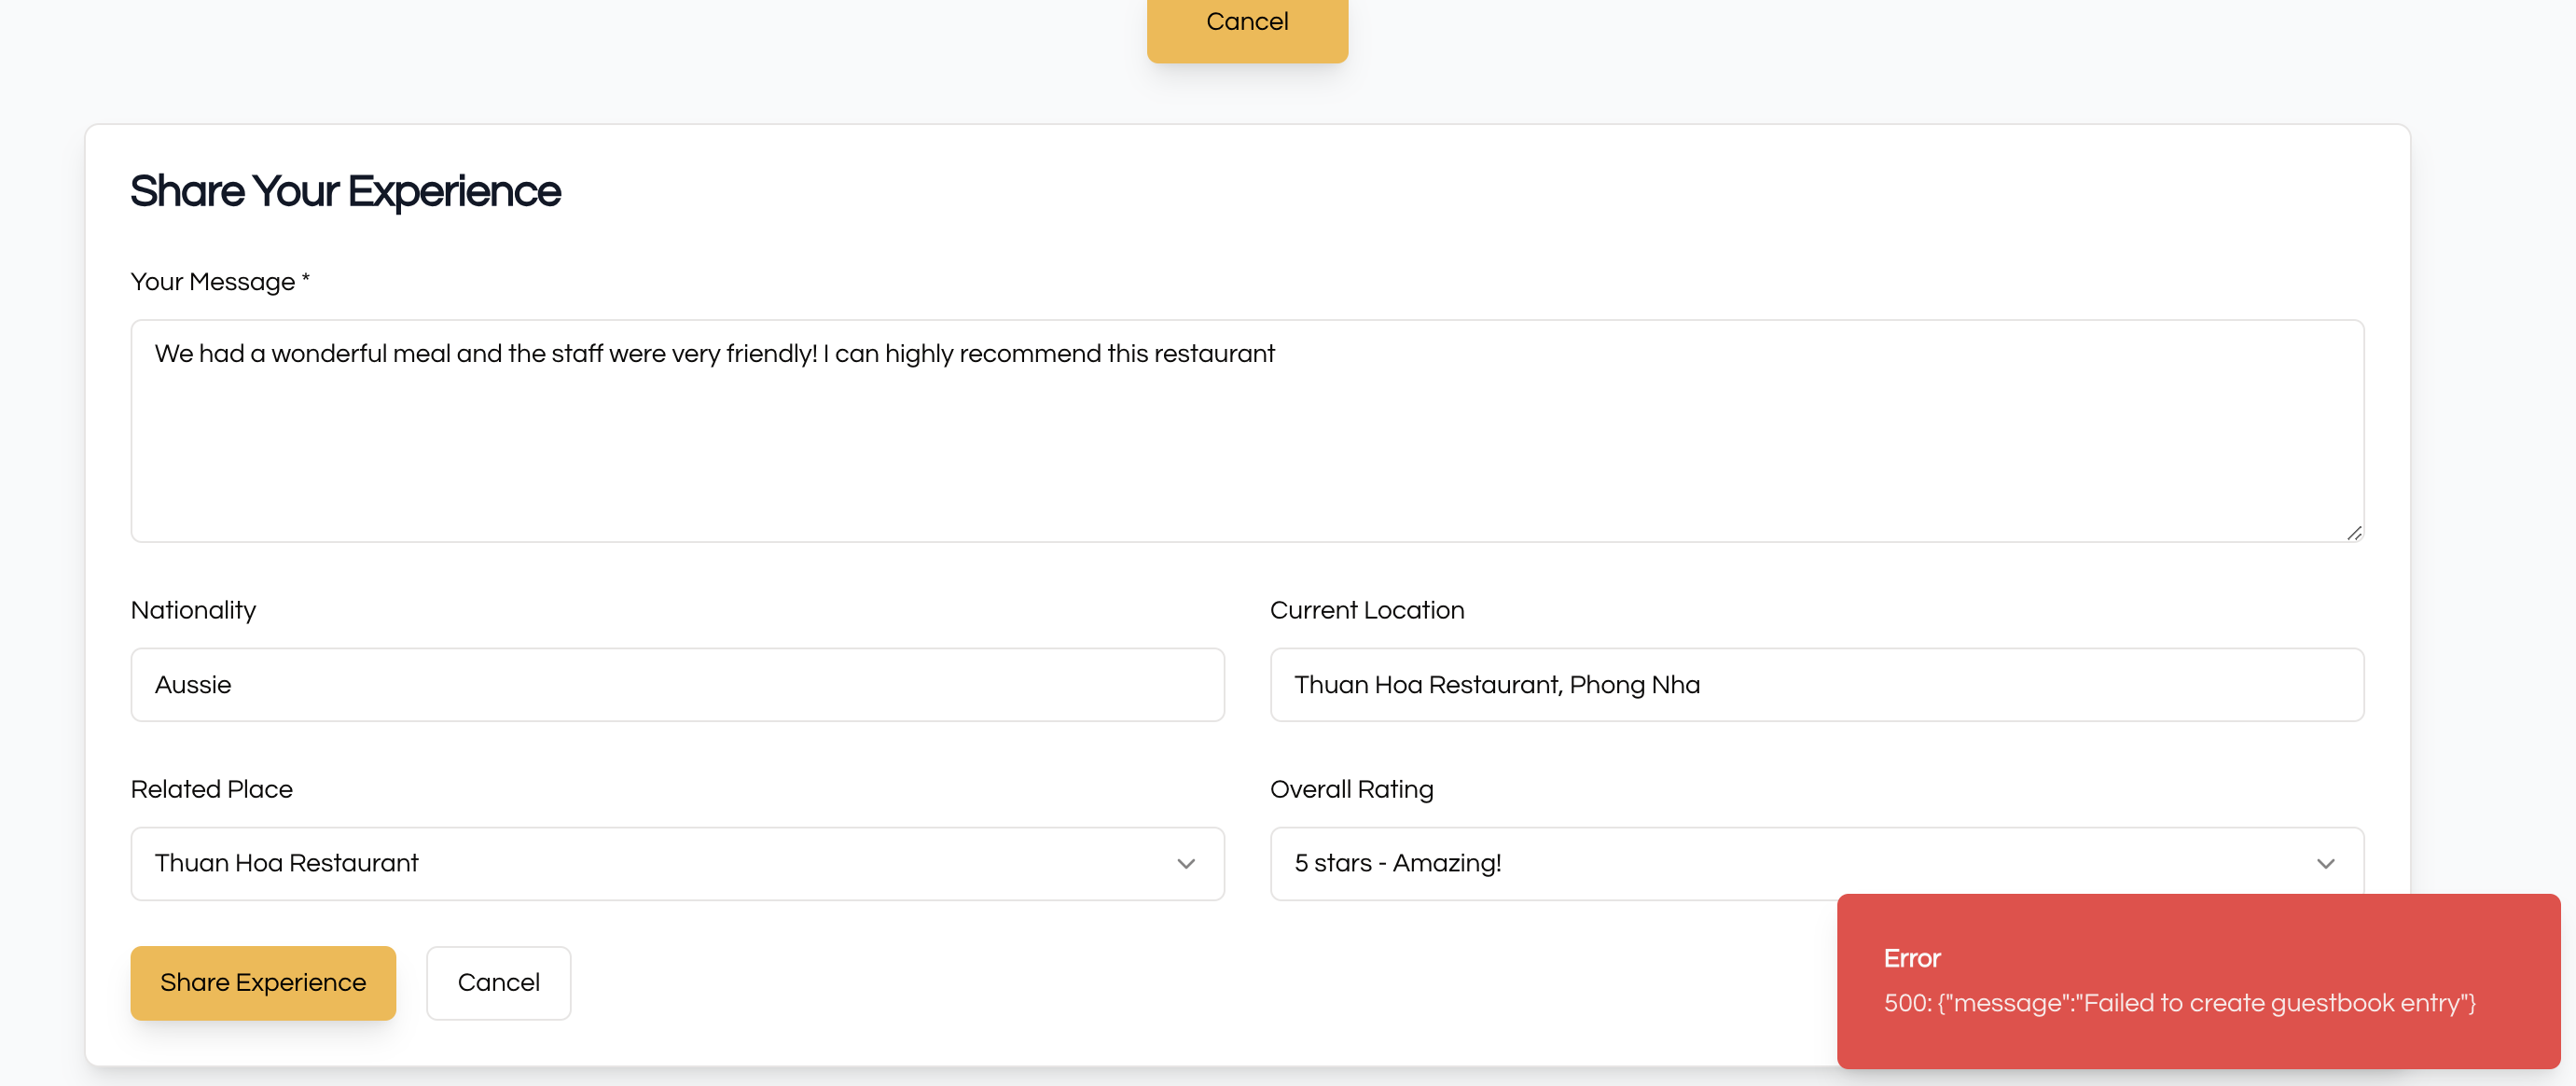 Cancel
Share Your Experience
Your Message *
We had a wonderful meal and the staff were very friendly! I can highly recommend this restaurant
Nationality
Current Location
Aussie
Thuan Hoa Restaurant, Phong Nha
Related Place
Overall Rating
Thuan Hoa Restaurant
5 stars - Amazing!
Share Experience
Cancel
Error
500: {"message":"Failed to create guestbook entry"}